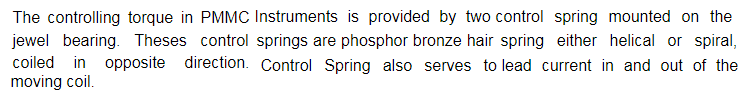 The controlling torque in PMMC Instruments is provided by two control spring mounted on the
jewel bearing. Theses control springs are phosphor bronze hair spring either helical or spiral,
coiled in opposite direction. Control Spring also serves to lead current in and out of the
moving coil.